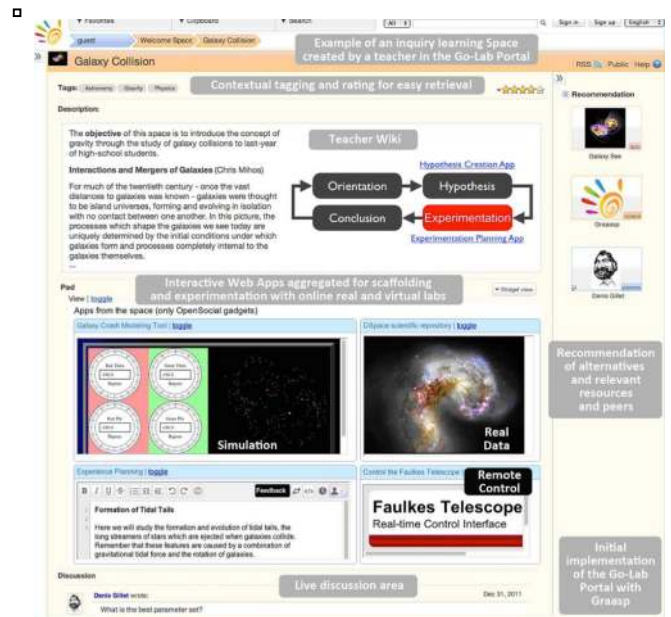 ▼ Favorites ▼ Clipboard ▼ Search
All
Sign in Sign up English
guest Welcome Space Galaxy Collision
Example of an inquiry learning Space
created by a teacher in the Go-Lab Portal
Galaxy Collision
RSS Public Help
Tags: Astronomy Gravity Physics
Contextual tagging and rating for easy retrieval
Recommendation
Description:
The objective of this space is to introduce the concept of
gravity through the study of galaxy collisions to last-year
of high-school students.
Interactions and Mergers of Galaxies (Chris Mihos)
For much of the twentieth century - once the vast
distances to galaxies was known - galaxies were thought
to be island universes, forming and evolving in isolation
with no contact between one another. In this picture, the
processes which shape the galaxies we see today are
uniquely determined by the initial conditions under which
galaxies form and processes completely internal to the
galaxies themselves.
...
Teacher Wiki
Hypothesis Creation App
Orientation
Hypothesis
Conclusion
Experimentation
Experimentation Planning App
Galaxy See
Graasp
Denis Gillet
Pad
Interactive Web Apps aggregated for scaffolding
and experimentation with online real and virtual labs
Widget view
View | toggle
Apps from the space (only OpenSocial gadgets)
Galaxy Crash Modeling Tool | toggle
Simulation
DSpace scientific repository | toggle
Real
Data
Recommendation
of alternatives
and relevant
resources
and peers
Experience Planning | toggle
B I U
Feedback
Formation of Tidal Tails
Here we will study the formation and evolution of tidal tails, the
long streamers of stars which are ejected when galaxies collide.
Remember that these features are caused by a combination of
gravitational tidal force and the rotation of galaxies.
Control the Faulkes Telescope
Remote
Control
Faulkes Telescope
Real-time Control Interface
Initial
implementation
of the Go-Lab
Portal with
Graasp
Discussion
Live discussion area
Denis Gillet wrote:
Dec 31, 2011
What is the best parameter set?